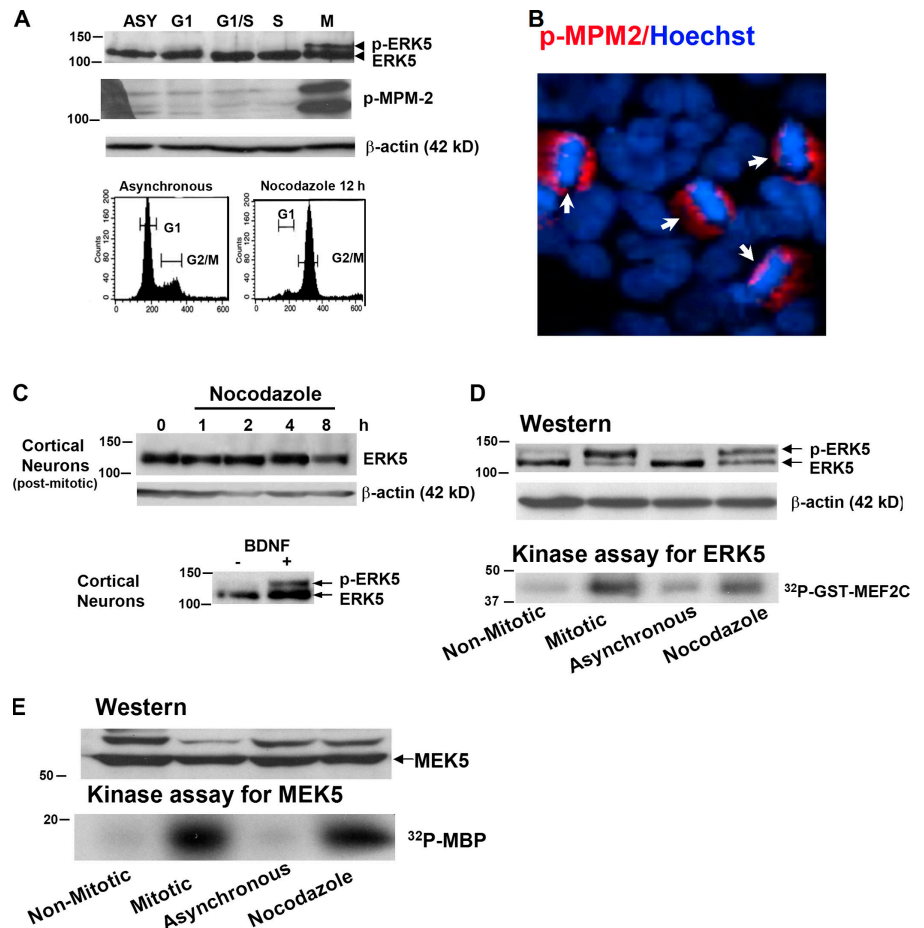 A
ASY G1 G1/S S M
150
100
p-ERK5
ERK5
p-MPM-2
100
β-actin (42 kD)
Asynchronous
Counts
0 40 80 120 160 200
G1
G2/M
0 200 400 600
Nocodazole 12 h
Counts
0 40 80 120 160 200
G1
G2/M
0 200 400 600
B
p-MPM2/Hoechst
C
Nocodazole
0 1 2 4 8 h
Cortical
Neurons
(post-mitotic)
150
100
ERK5
β-actin (42 kD)
BDNF
- +
Cortical
Neurons
150
100
p-ERK5
ERK5
D
Western
150
100
p-ERK5
ERK5
β-actin (42 kD)
Kinase assay for ERK5
50
37
32P-GST-MEF2C
Non-Mitotic
Mitotic
Asynchronous
Nocodazole
E
Western
MEK5
50
Kinase assay for MEK5
20
32P-MBP
Non-Mitotic
Mitotic
Asynchronous
Nocodazole